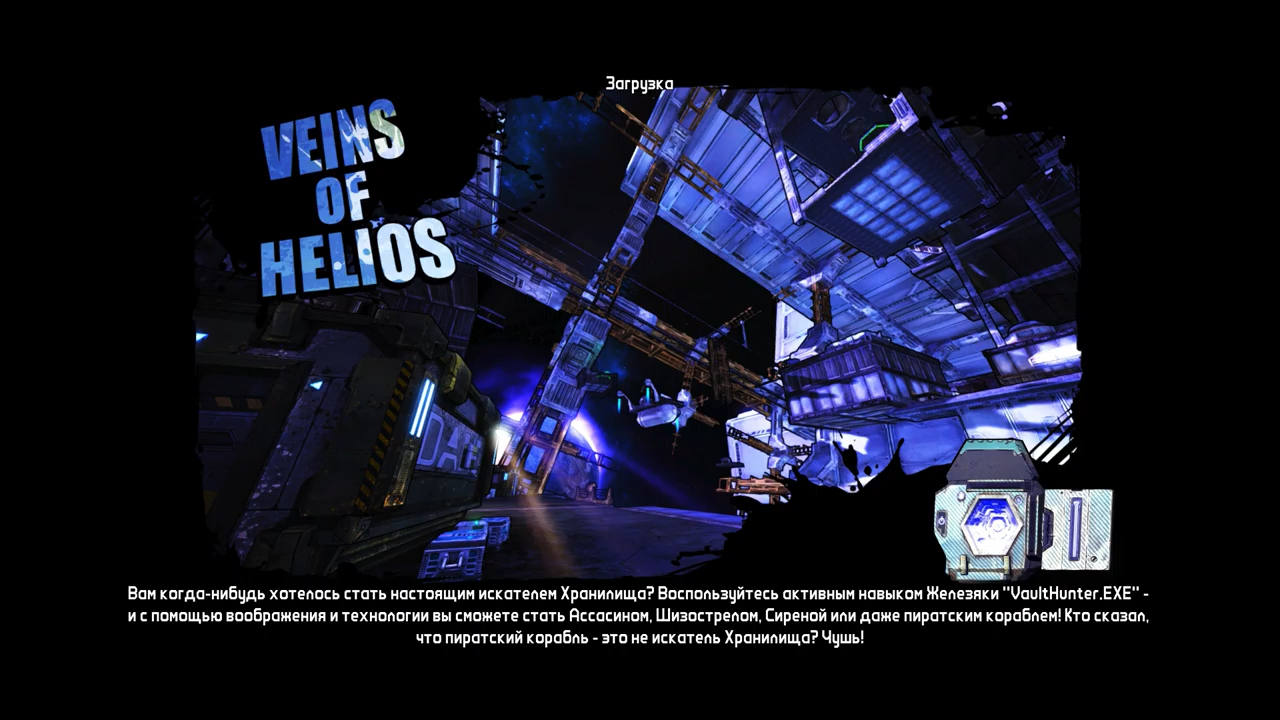 Загрузка
VEINS
OF
HELIOS
DAHL
Вам когда-нибудь хотелось стать настоящим искателем Хранилища? Воспользуйтесь активным навыком Железяки "VaultHunter.EXE" -
и с помощью воображения и технологии вы сможете стать Ассасином, Шизострелом, Сиреной или даже пиратским кораблем! Кто сказал,
что пиратский корабль - это не искатель Хранилища? Чушь!